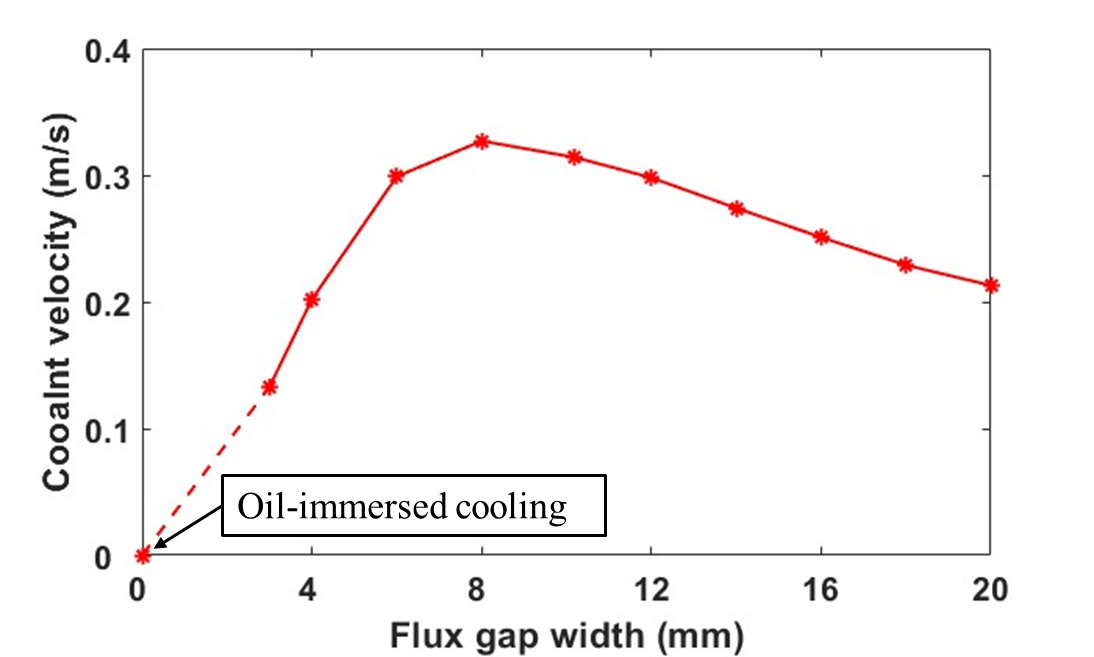 0.4
0.3
0.2
0.1
0
Cooalnt velocity (m/s)
Oil-immersed cooling
0 4 8 12 16 20
Flux gap width (mm)